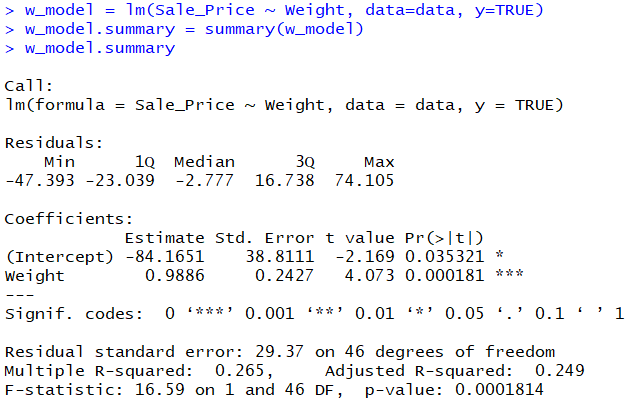 > w_model = lm(Sale_Price ~ Weight, data=data, y=TRUE)
> w_model.summary = summary(w_model)
> w_model.summary
Call:
lm(formula = Sale_Price ~ Weight, data = data, y = TRUE)
Residuals:
    Min      1Q  Median      3Q     Max
-47.393 -23.039  -2.777  16.738  74.105
Coefficients:
            Estimate Std. Error t value Pr(>|t|)
(Intercept) -84.1651    38.8111  -2.169 0.035321 *
Weight        0.9886     0.2427   4.073 0.000181 ***
---
Signif. codes:  0 ‘***’ 0.001 ‘**’ 0.01 ‘*’ 0.05 ‘.’ 0.1 ‘ ’ 1
Residual standard error: 29.37 on 46 degrees of freedom
Multiple R-squared:  0.265,	Adjusted R-squared:  0.249
F-statistic: 16.59 on 1 and 46 DF,  p-value: 0.0001814